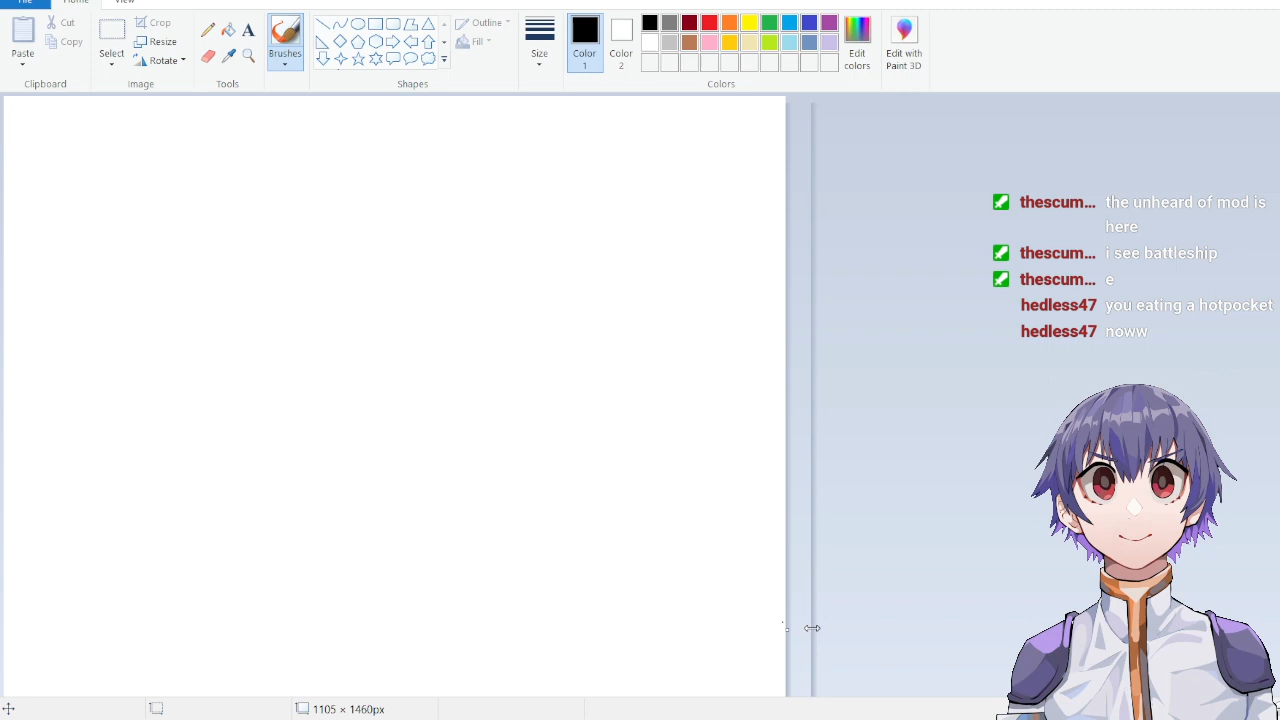 File Home View
Paste
Cut
Copy
Clipboard
Select
Crop
Resize
Rotate
Image
A
Tools
Brushes
Shapes
Outline
Fill
Size
Color 1
Color 2
Edit colors
Colors
Edit with Paint 3D
thescum... the unheard of mod is
here
thescum... i see battleship
thescum... e
hedless47 you eating a hotpocket
hedless47 noww
1105 × 1460px